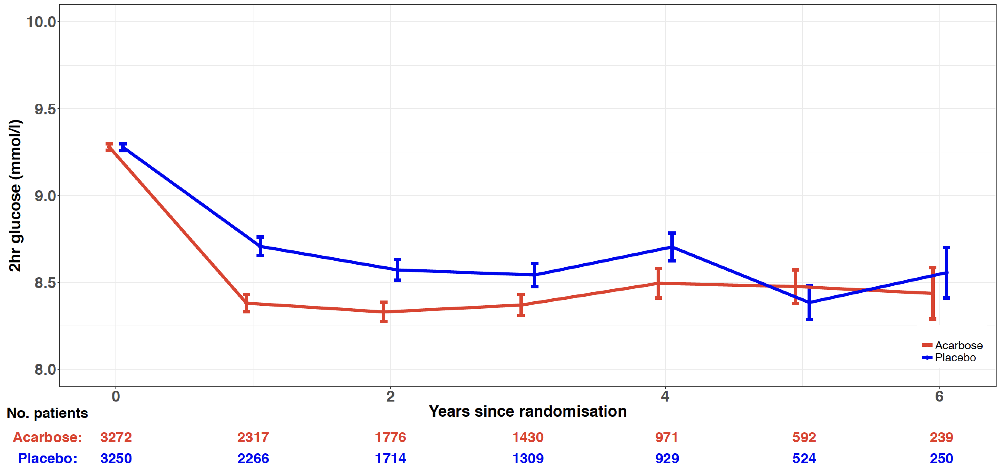 10.0
9.5
9.0
8.5
8.0
2hr glucose (mmol/l)
Acarbose
Placebo
0 2 4 6
Years since randomisation
No. patients
Acarbose: 3272 2317 1776 1430 971 592 239
Placebo: 3250 2266 1714 1309 929 524 250